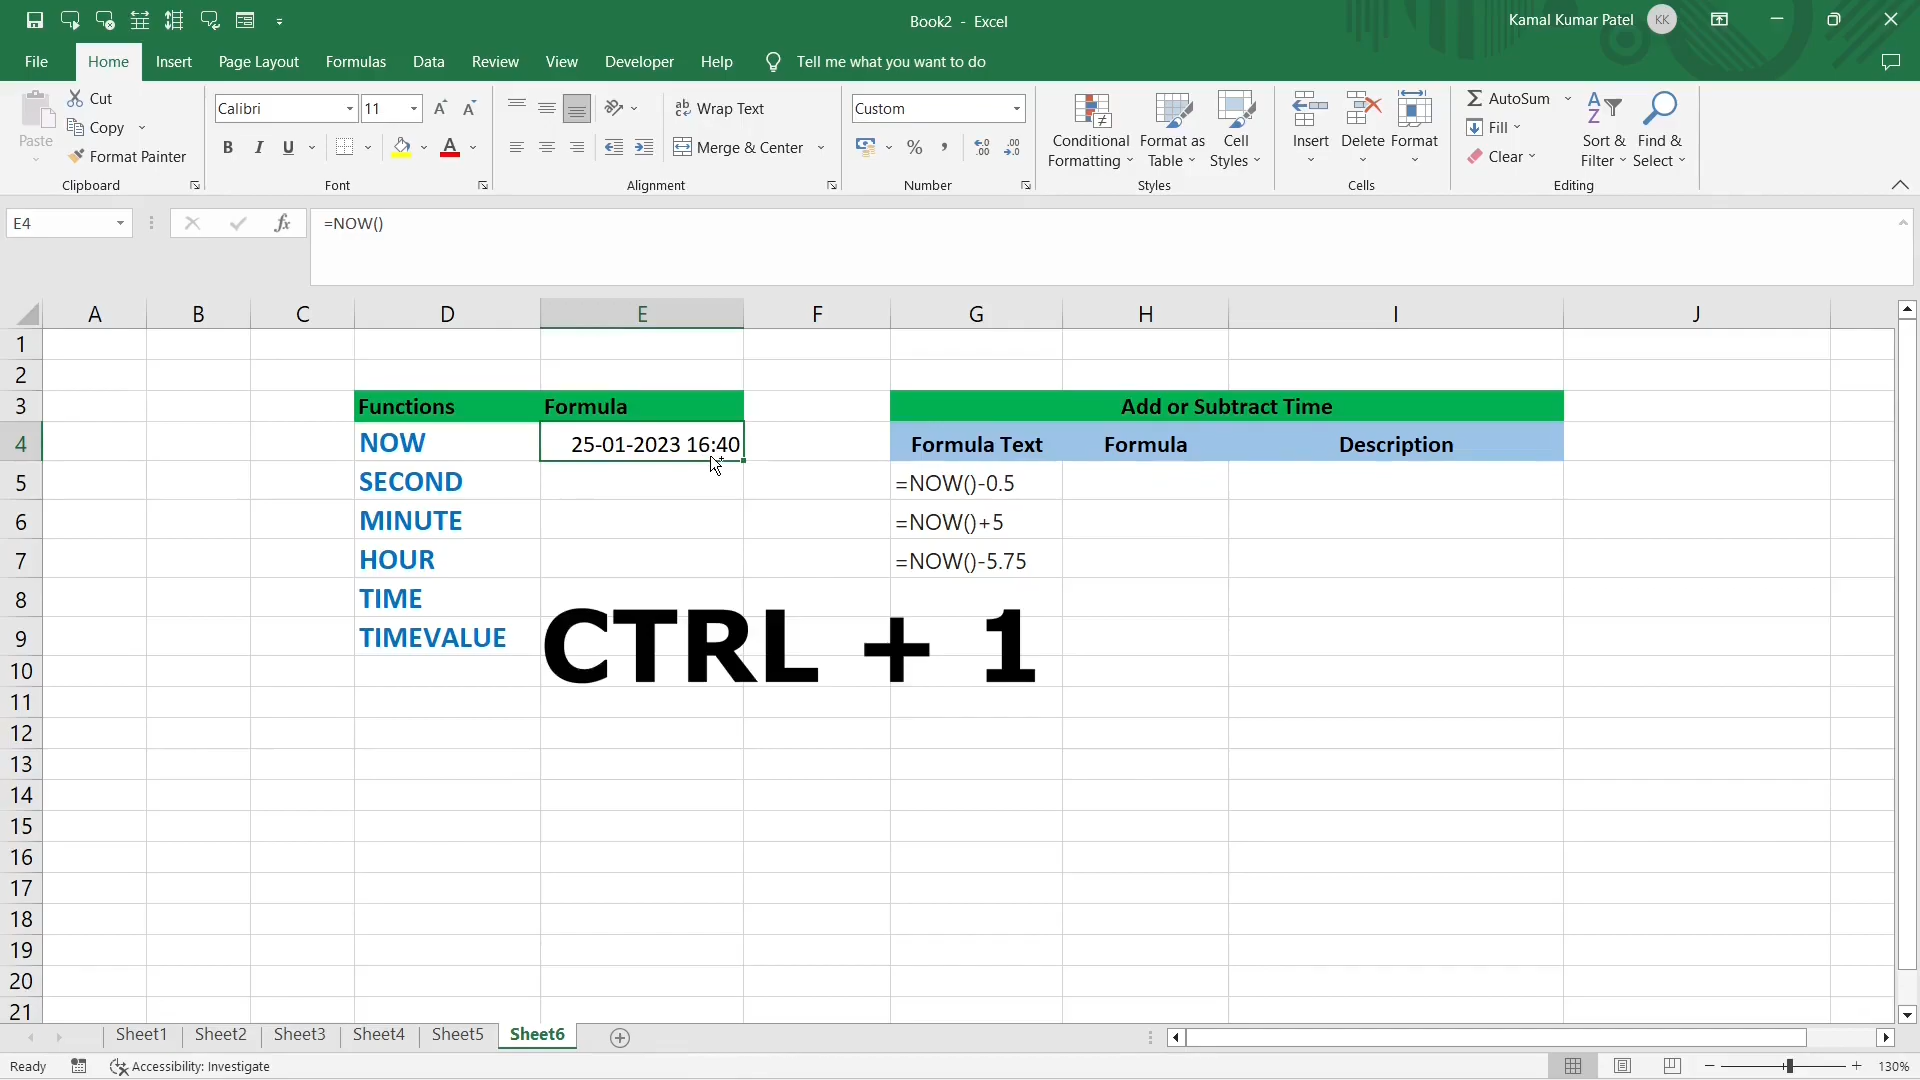 Book2 - Excel
Kamal Kumar Patel KK
File Home Insert Page Layout Formulas Data Review View Developer Help Tell me what you want to do
Paste
Cut
Copy
Format Painter
Clipboard
Calibri 11
B I U
Font
Wrap Text
Merge & Center
Alignment
Custom
Number
Conditional Formatting
Format as Table
Cell Styles
Styles
Insert Delete Format
Cells
AutoSum
Fill
Clear
Sort & Filter
Find & Select
Editing
E4 fx =NOW()
A B C D E F G H I J
1
2
3 Functions Formula Add or Subtract Time
4 NOW 25-01-2023 16:40 Formula Text Formula Description
5 SECOND =NOW()-0.5
6 MINUTE =NOW()+5
7 HOUR =NOW()-5.75
8 TIME
9 TIMEVALUE
CTRL + 1
10
11
12
13
14
15
16
17
18
19
20
21
Sheet1 Sheet2 Sheet3 Sheet4 Sheet5 Sheet6
Ready Accessibility: Investigate 130%